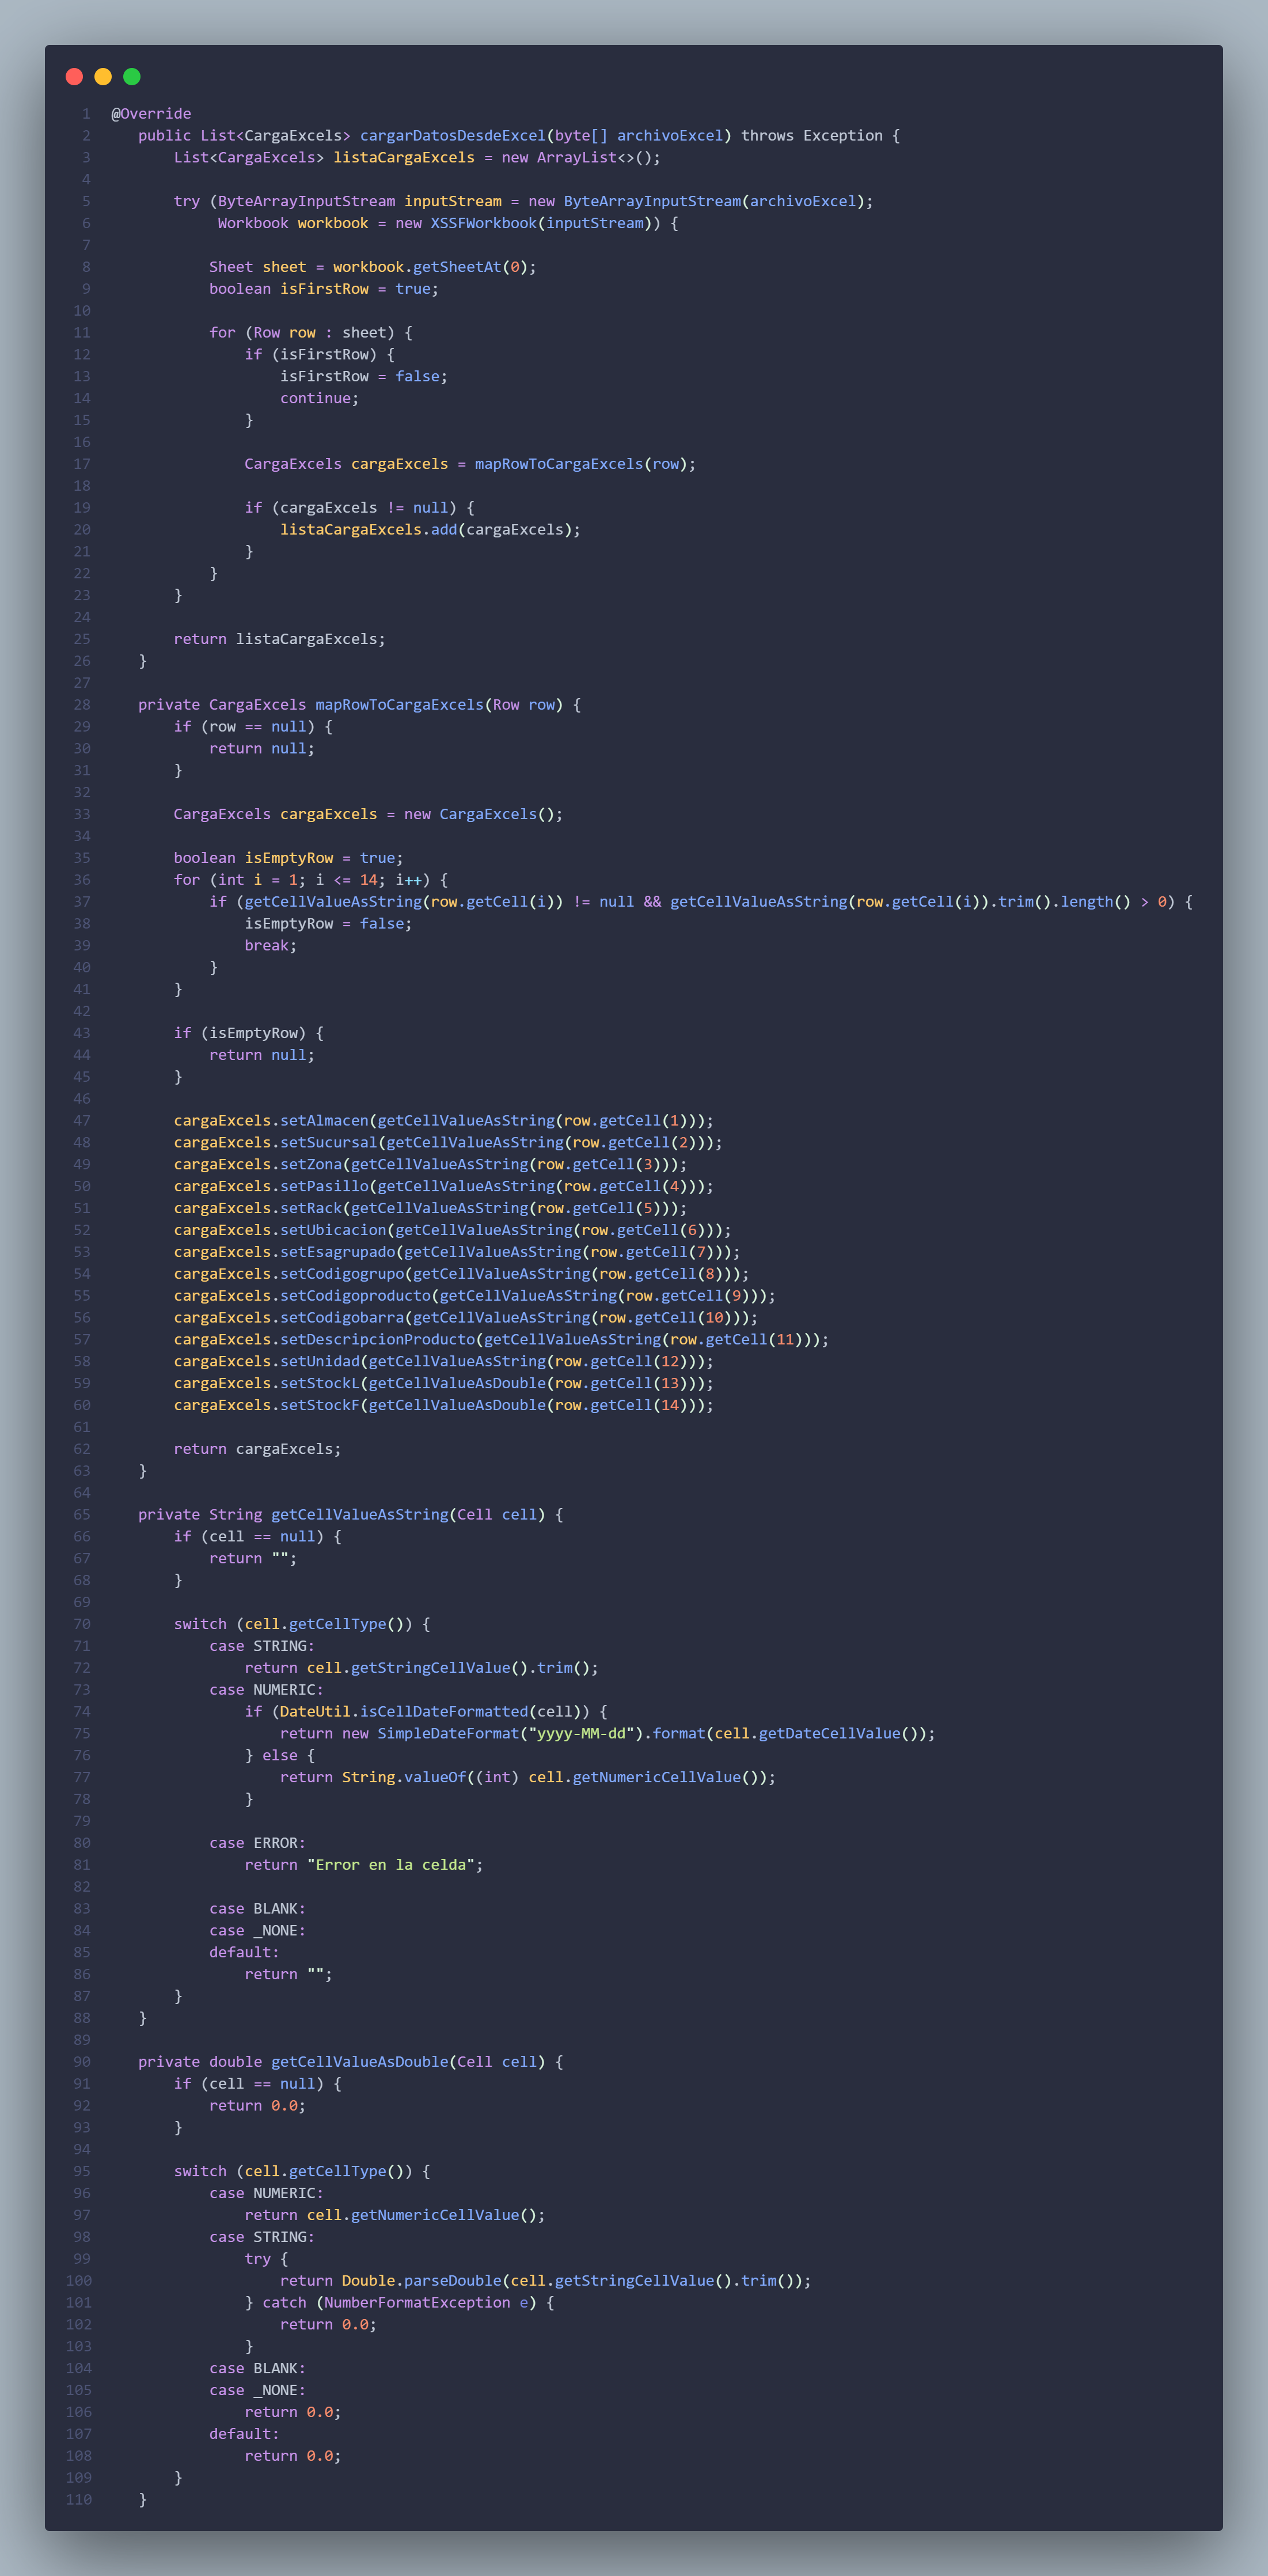 1 @Override
2    public List<CargaExcels> cargarDatosDesdeExcel(byte[] archivoExcel) throws Exception {
3        List<CargaExcels> listaCargaExcels = new ArrayList<>();
4
5        try (ByteArrayInputStream inputStream = new ByteArrayInputStream(archivoExcel);
6             Workbook workbook = new XSSFWorkbook(inputStream)) {
7
8            Sheet sheet = workbook.getSheetAt(0);
9            boolean isFirstRow = true;
10
11            for (Row row : sheet) {
12                if (isFirstRow) {
13                    isFirstRow = false;
14                    continue;
15                }
16
17                CargaExcels cargaExcels = mapRowToCargaExcels(row);
18
19                if (cargaExcels != null) {
20                    listaCargaExcels.add(cargaExcels);
21                }
22            }
23        }
24
25        return listaCargaExcels;
26    }
27
28    private CargaExcels mapRowToCargaExcels(Row row) {
29        if (row == null) {
30            return null;
31        }
32
33        CargaExcels cargaExcels = new CargaExcels();
34
35        boolean isEmptyRow = true;
36        for (int i = 1; i <= 14; i++) {
37            if (getCellValueAsString(row.getCell(i)) != null && getCellValueAsString(row.getCell(i)).trim().length() > 0) {
38                isEmptyRow = false;
39                break;
40            }
41        }
42
43        if (isEmptyRow) {
44            return null;
45        }
46
47        cargaExcels.setAlmacen(getCellValueAsString(row.getCell(1)));
48        cargaExcels.setSucursal(getCellValueAsString(row.getCell(2)));
49        cargaExcels.setZona(getCellValueAsString(row.getCell(3)));
50        cargaExcels.setPasillo(getCellValueAsString(row.getCell(4)));
51        cargaExcels.setRack(getCellValueAsString(row.getCell(5)));
52        cargaExcels.setUbicacion(getCellValueAsString(row.getCell(6)));
53        cargaExcels.setEsagrupado(getCellValueAsString(row.getCell(7)));
54        cargaExcels.setCodigogrupo(getCellValueAsString(row.getCell(8)));
55        cargaExcels.setCodigoproducto(getCellValueAsString(row.getCell(9)));
56        cargaExcels.setCodigobarra(getCellValueAsString(row.getCell(10)));
57        cargaExcels.setDescripcionProducto(getCellValueAsString(row.getCell(11)));
58        cargaExcels.setUnidad(getCellValueAsString(row.getCell(12)));
59        cargaExcels.setStockL(getCellValueAsDouble(row.getCell(13)));
60        cargaExcels.setStockF(getCellValueAsDouble(row.getCell(14)));
61
62        return cargaExcels;
63    }
64
65    private String getCellValueAsString(Cell cell) {
66        if (cell == null) {
67            return "";
68        }
69
70        switch (cell.getCellType()) {
71            case STRING:
72                return cell.getStringCellValue().trim();
73            case NUMERIC:
74                if (DateUtil.isCellDateFormatted(cell)) {
75                    return new SimpleDateFormat("yyyy-MM-dd").format(cell.getDateCellValue());
76                } else {
77                    return String.valueOf((int) cell.getNumericCellValue());
78                }
79
80            case ERROR:
81                return "Error en la celda";
82
83            case BLANK:
84            case _NONE:
85            default:
86                return "";
87        }
88    }
89
90    private double getCellValueAsDouble(Cell cell) {
91        if (cell == null) {
92            return 0.0;
93        }
94
95        switch (cell.getCellType()) {
96            case NUMERIC:
97                return cell.getNumericCellValue();
98            case STRING:
99                try {
100                    return Double.parseDouble(cell.getStringCellValue().trim());
101                } catch (NumberFormatException e) {
102                    return 0.0;
103                }
104            case BLANK:
105            case _NONE:
106                return 0.0;
107            default:
108                return 0.0;
109        }
110    }